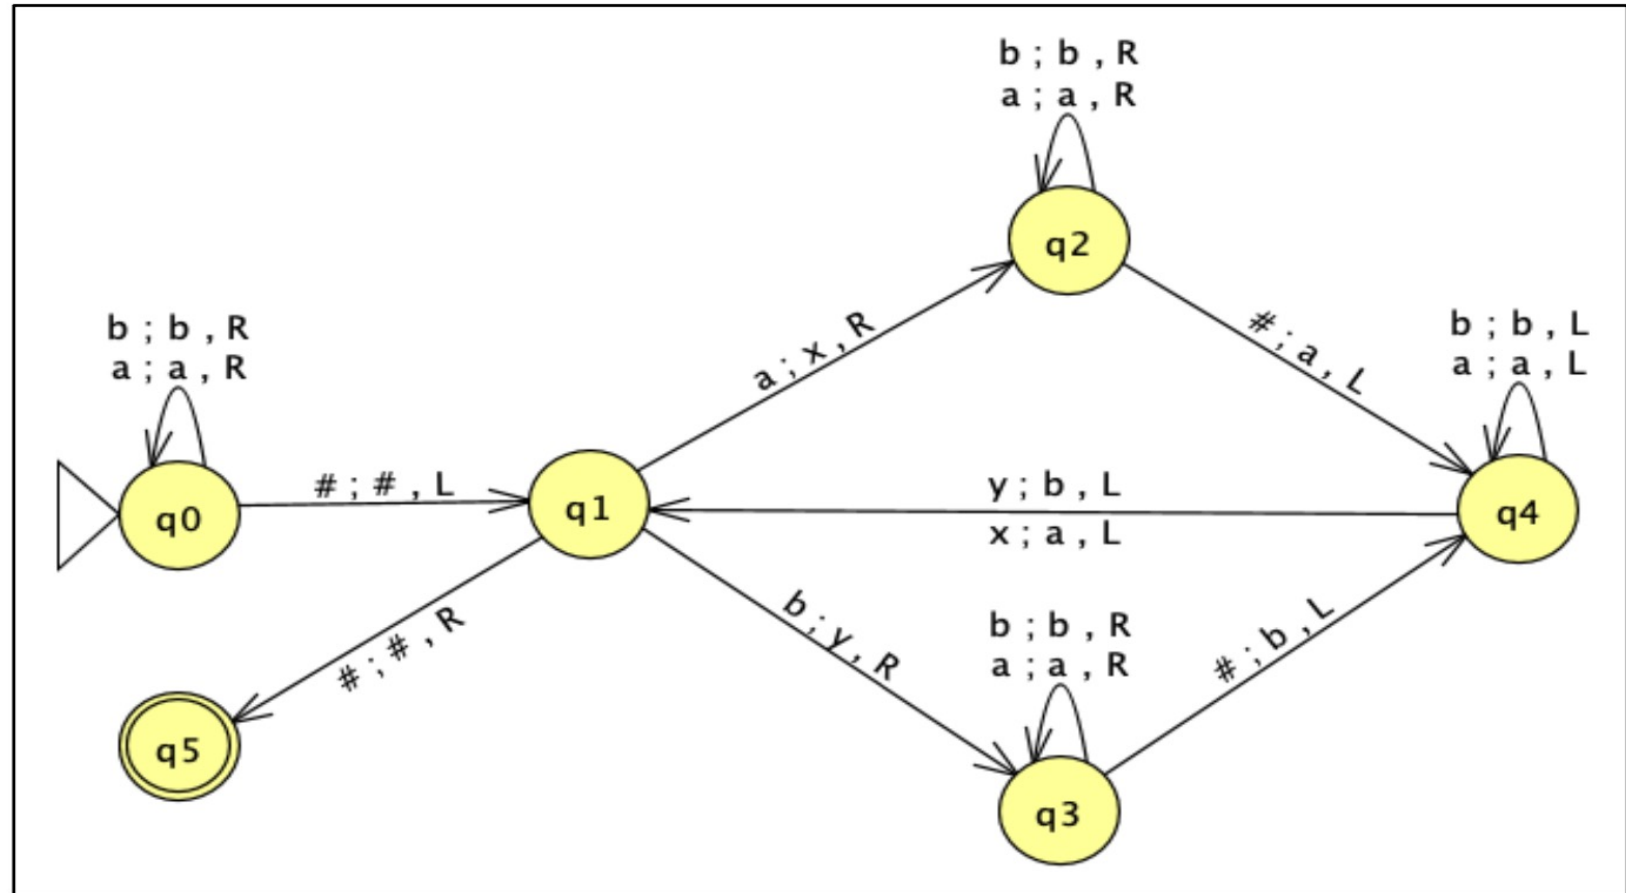 b ; b , R
a ; a , R
q2
b ; b , R
a ; a , R
a ; x , R
# ; a , L
b ; b , L
a ; a , L
q0
# ; # , L
q1
y ; b , L
x ; a , L
q4
# ; # , R
b ; y , R
b ; b , R
a ; a , R
# ; b , L
q5
q3